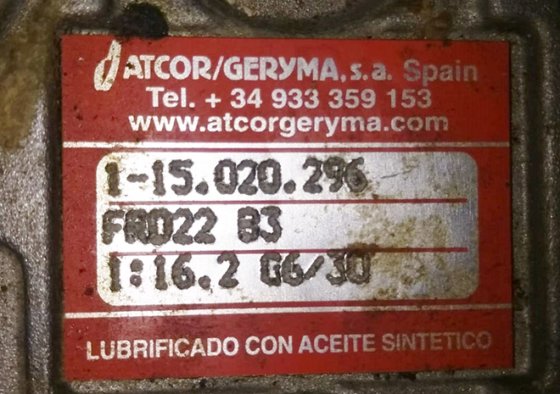 ATCOR/GERYMA, s.a. Spain
Tel. + 34 933 359 153
www.atcorgeryma.com
1-15.020.296
FRD22 B3
1:16.2 G6/30
LUBRIFICADO CON ACEITE SINTETICO